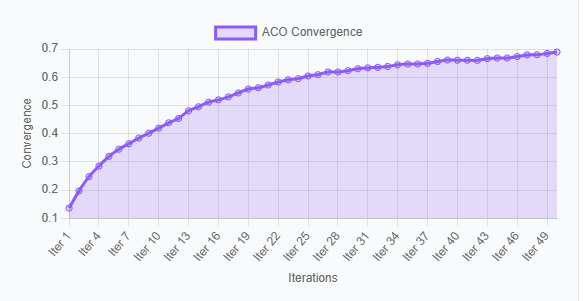 ACO Convergence
0.7
0.6
0.5
0.4
0.3
0.2
0.1
Convergence
Iter 1
Iter 4
Iter 7
Iter 10
Iter 13
Iter 16
Iter 19
Iter 22
Iter 25
Iter 28
Iter 31
Iter 34
Iter 37
Iter 40
Iter 43
Iter 46
Iter 49
Iterations